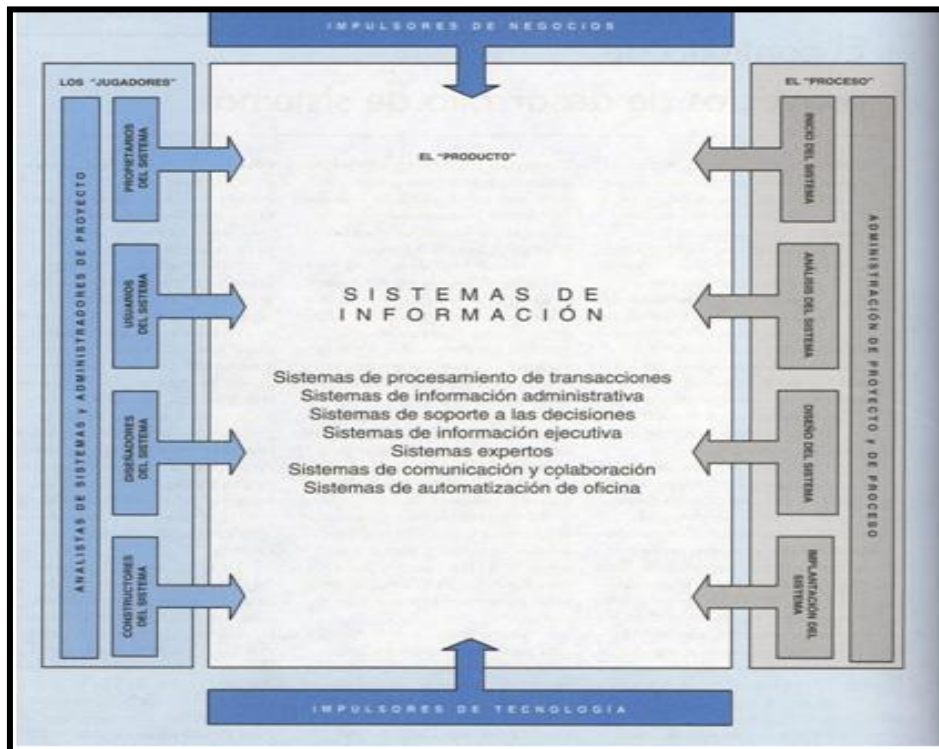 IMPULSORES DE NEGOCIOS
LOS "JUGADORES"
ANALISTAS DE SISTEMAS y ADMINISTRADORES DE PROYECTO
PROPIETARIOS
DEL SISTEMA
USUARIOS
DEL SISTEMA
DISEÑADORES
DEL SISTEMA
CONSTRUCTORES
DEL SISTEMA
EL "PRODUCTO"
SISTEMAS DE
INFORMACIÓN
Sistemas de procesamiento de transacciones
Sistemas de información administrativa
Sistemas de soporte a las decisiones
Sistemas de información ejecutiva
Sistemas expertos
Sistemas de comunicación y colaboración
Sistemas de automatización de oficina
EL "PROCESO"
INICIO DEL SISTEMA
ANÁLISIS DEL SISTEMA
DISEÑO DEL SISTEMA
IMPLANTACIÓN DEL
SISTEMA
ADMINISTRACIÓN DE PROYECTO y DE PROCESO
IMPULSORES DE TECNOLOGÍA